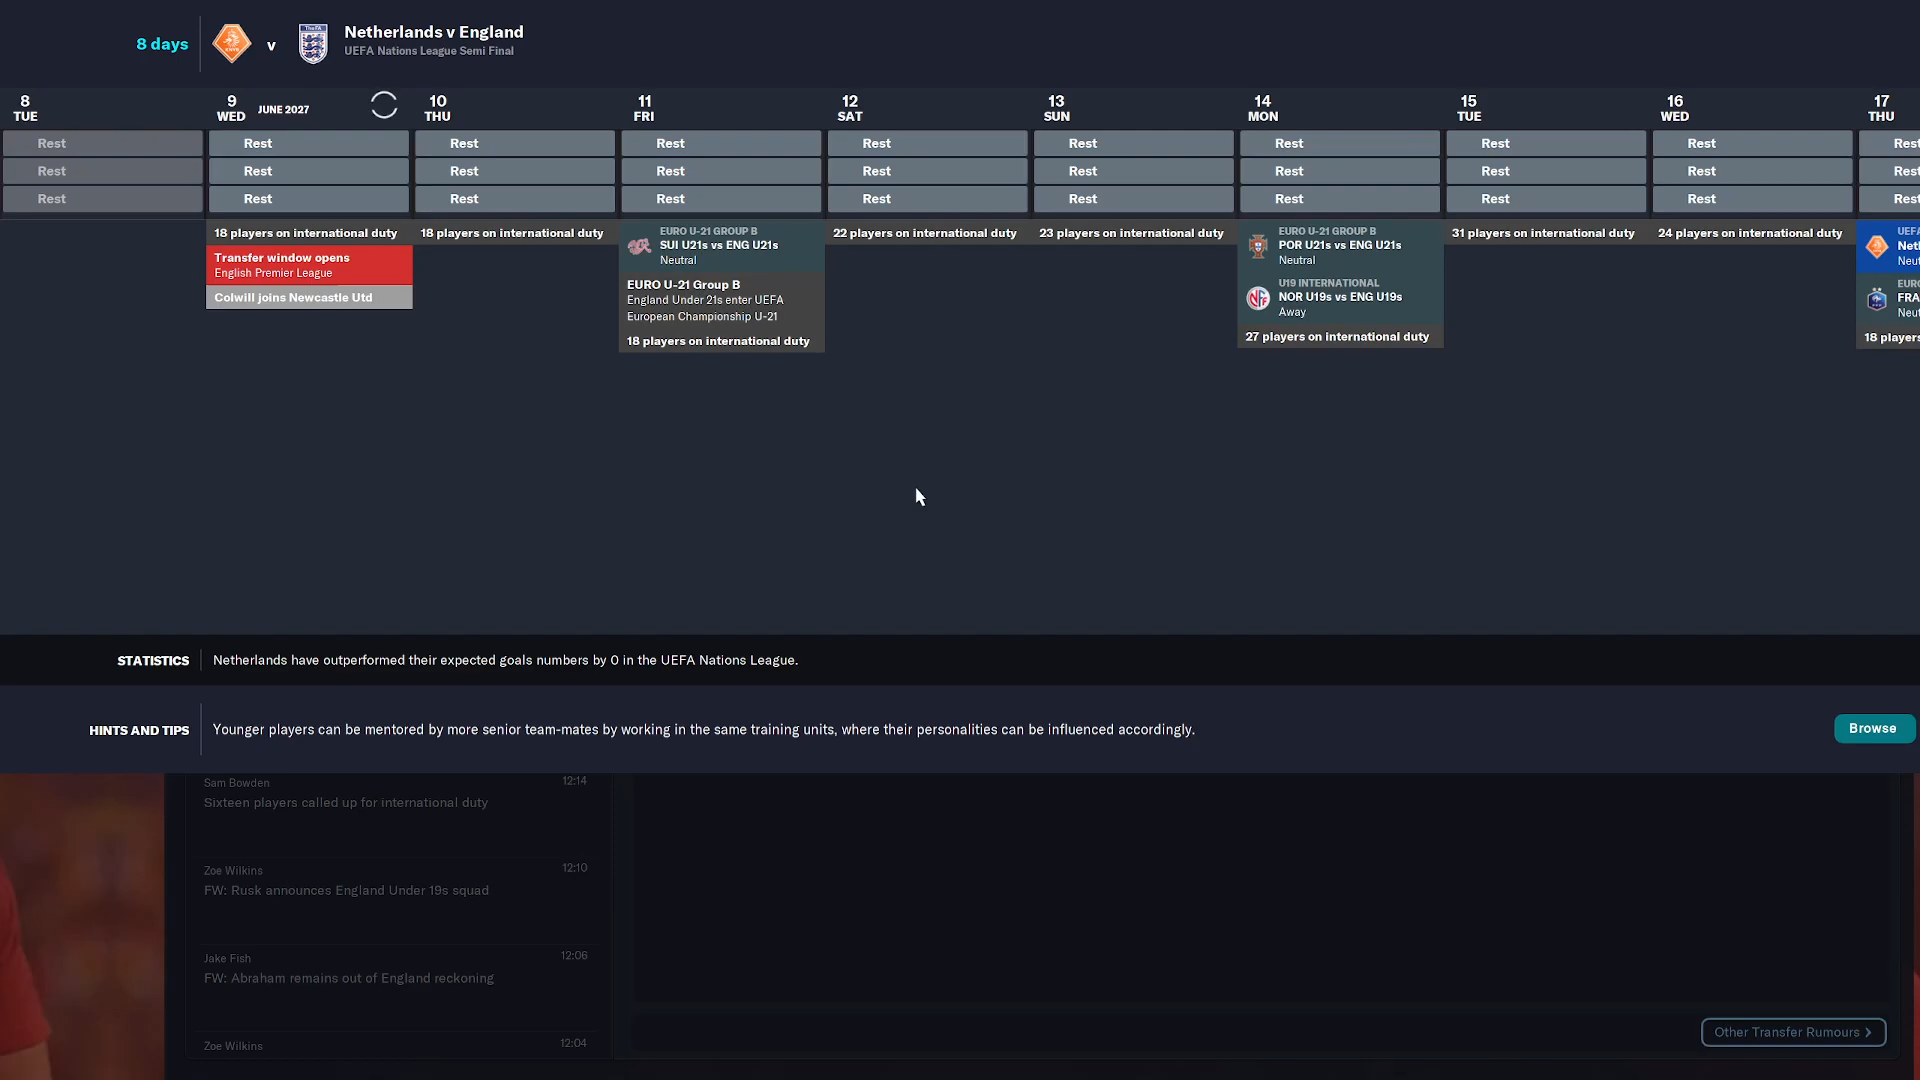 8 days
v
Netherlands v England
UEFA Nations League Semi Final
8
TUE
9
WED
JUNE 2027
10
THU
11
FRI
12
SAT
13
SUN
14
MON
15
TUE
16
WED
17
THU
Rest Rest Rest Rest Rest Rest Rest Rest Rest Rest
Rest Rest Rest Rest Rest Rest Rest Rest Rest Rest
Rest Rest Rest Rest Rest Rest Rest Rest Rest Rest
18 players on international duty
Transfer window opens
English Premier League
Colwill joins Newcastle Utd
18 players on international duty
EURO U-21 GROUP B
SUI U21s vs ENG U21s
Neutral
EURO U-21 Group B
England Under 21s enter UEFA
European Championship U-21
18 players on international duty
22 players on international duty
23 players on international duty
EURO U-21 GROUP B
POR U21s vs ENG U21s
Neutral
U19 INTERNATIONAL
NOR U19s vs ENG U19s
Away
27 players on international duty
31 players on international duty
24 players on international duty
UEFA
Net
Neut
EURO
FRA
Neut
18 players
STATISTICS
Netherlands have outperformed their expected goals numbers by 0 in the UEFA Nations League.
HINTS AND TIPS
Younger players can be mentored by more senior team-mates by working in the same training units, where their personalities can be influenced accordingly.
Browse
Sam Bowden 12:14
Sixteen players called up for international duty
Zoe Wilkins 12:10
FW: Rusk announces England Under 19s squad
Jake Fish 12:06
FW: Abraham remains out of England reckoning
Zoe Wilkins 12:04
Other Transfer Rumours >